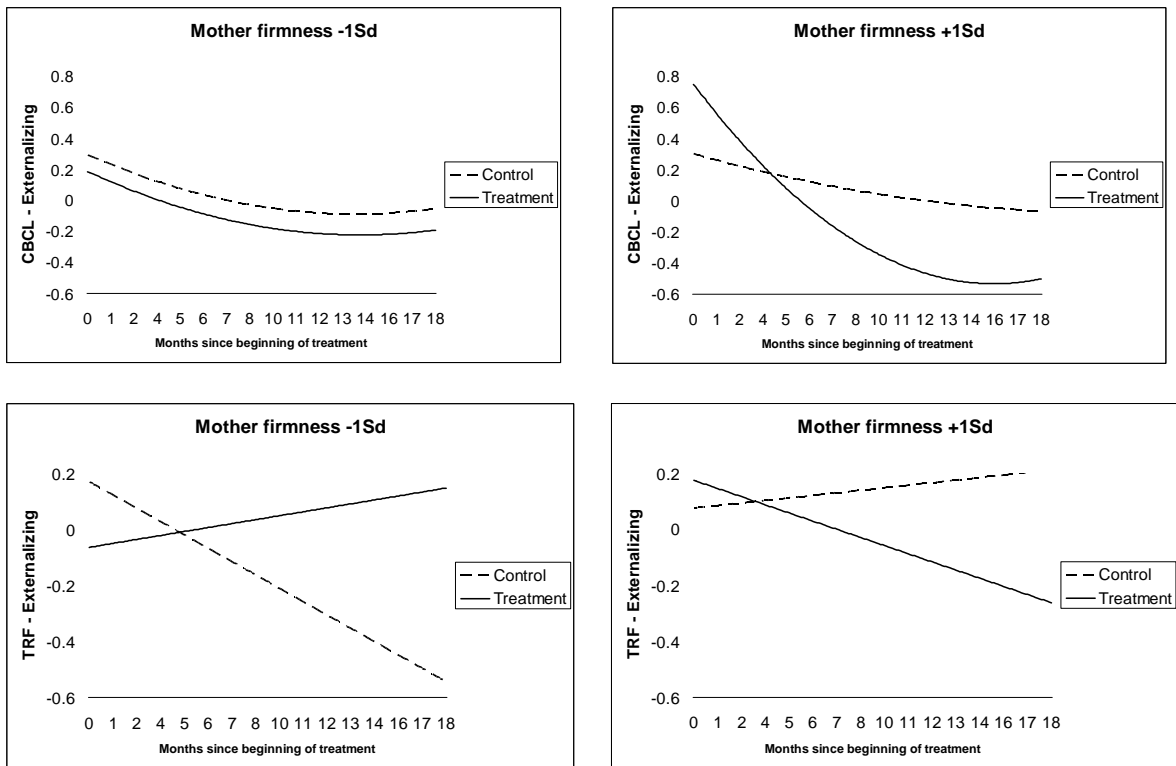 Mother firmness -1Sd
CBCL - Externalizing
0.8
0.6
0.4
0.2
0
-0.2
-0.4
-0.6
0 1 2 4 5 6 7 8 10 11 12 13 14 16 17 18
Months since beginning of treatment
Control
Treatment
Mother firmness +1Sd
CBCL - Externalizing
0.8
0.6
0.4
0.2
0
-0.2
-0.4
-0.6
0 1 2 4 5 6 7 8 10 11 12 13 14 16 17 18
Months since beginning of treatment
Control
Treatment
Mother firmness -1Sd
TRF - Externalizing
0.2
0
-0.2
-0.4
-0.6
0 1 2 4 5 6 7 8 10 11 12 13 14 16 17 18
Months since beginning of treatment
Control
Treatment
Mother firmness +1Sd
TRF - Externalizing
0.2
0
-0.2
-0.4
-0.6
0 1 2 4 5 6 7 8 10 11 12 13 14 16 17 18
Months since beginning of treatment
Control
Treatment